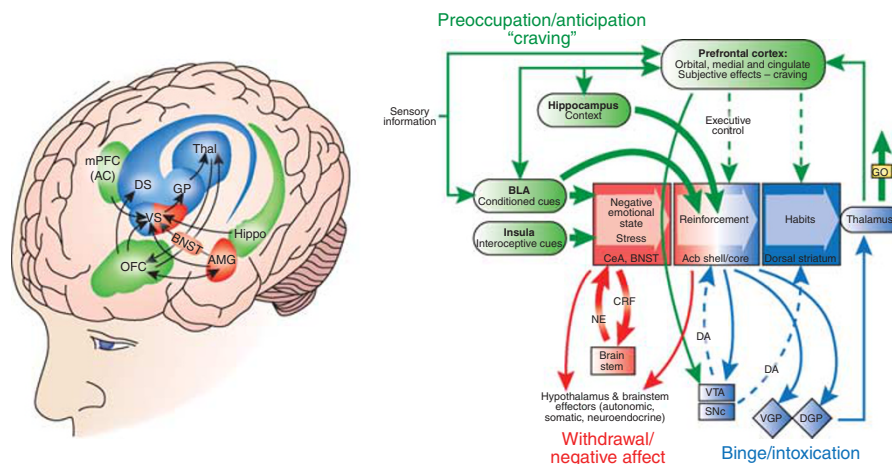 mPFC
(AC)
DS
GP
Thal
VS
BNST
Hippo
OFC
AMG
Preoccupation/anticipation
“craving”
Prefrontal cortex:
Orbital, medial and cingulate
Subjective effects – craving
Sensory
information
Hippocampus
Context
Executive
control
GO
BLA
Conditioned cues
Insula
Interoceptive cues
Negative
emotional
state
Stress
CeA, BNST
Reinforcement
Acb shell/core
Habits
Dorsal striatum
Thalamus
NE
CRF
Brain
stem
DA
DA
VTA
SNc
VGP
DGP
Hypothalamus & brainstem
effectors (autonomic,
somatic, neuroendocrine)
Withdrawal/
negative affect
Binge/intoxication